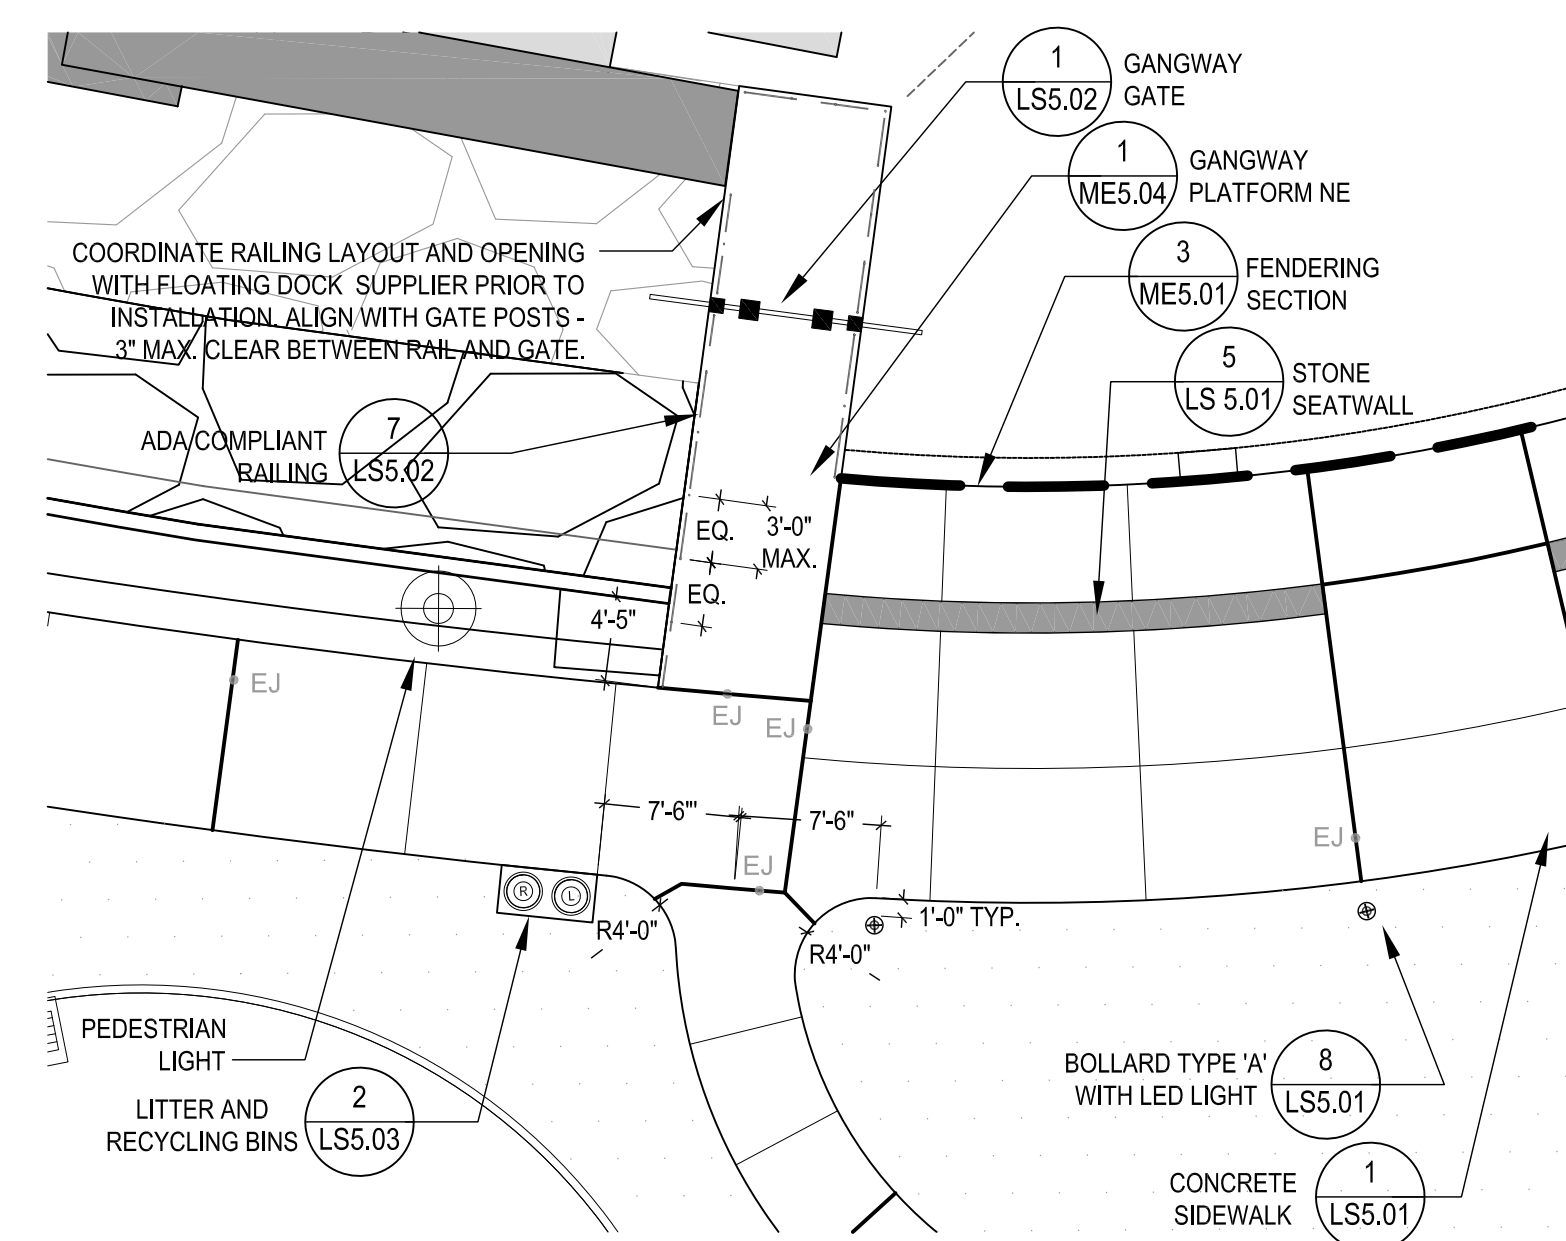 1
LS5.02
GANGWAY
GATE
1
ME5.04
GANGWAY
PLATFORM NE
3
ME5.01
FENDERING
SECTION
5
LS 5.01
STONE
SEATWALL
COORDINATE RAILING LAYOUT AND OPENING
WITH FLOATING DOCK SUPPLIER PRIOR TO
INSTALLATION. ALIGN WITH GATE POSTS -
3" MAX. CLEAR BETWEEN RAIL AND GATE.
ADA COMPLIANT
RAILING
7
LS5.02
EQ.
3'-0"
MAX.
EQ.
4'-5"
EJ
EJ
EJ
7'-6'"
7'-6"
EJ
EJ
R
L
R4'-0"
R4'-0"
1'-0" TYP.
PEDESTRIAN
LIGHT
LITTER AND
RECYCLING BINS
2
LS5.03
BOLLARD TYPE 'A'
WITH LED LIGHT
8
LS5.01
CONCRETE
SIDEWALK
1
LS5.01